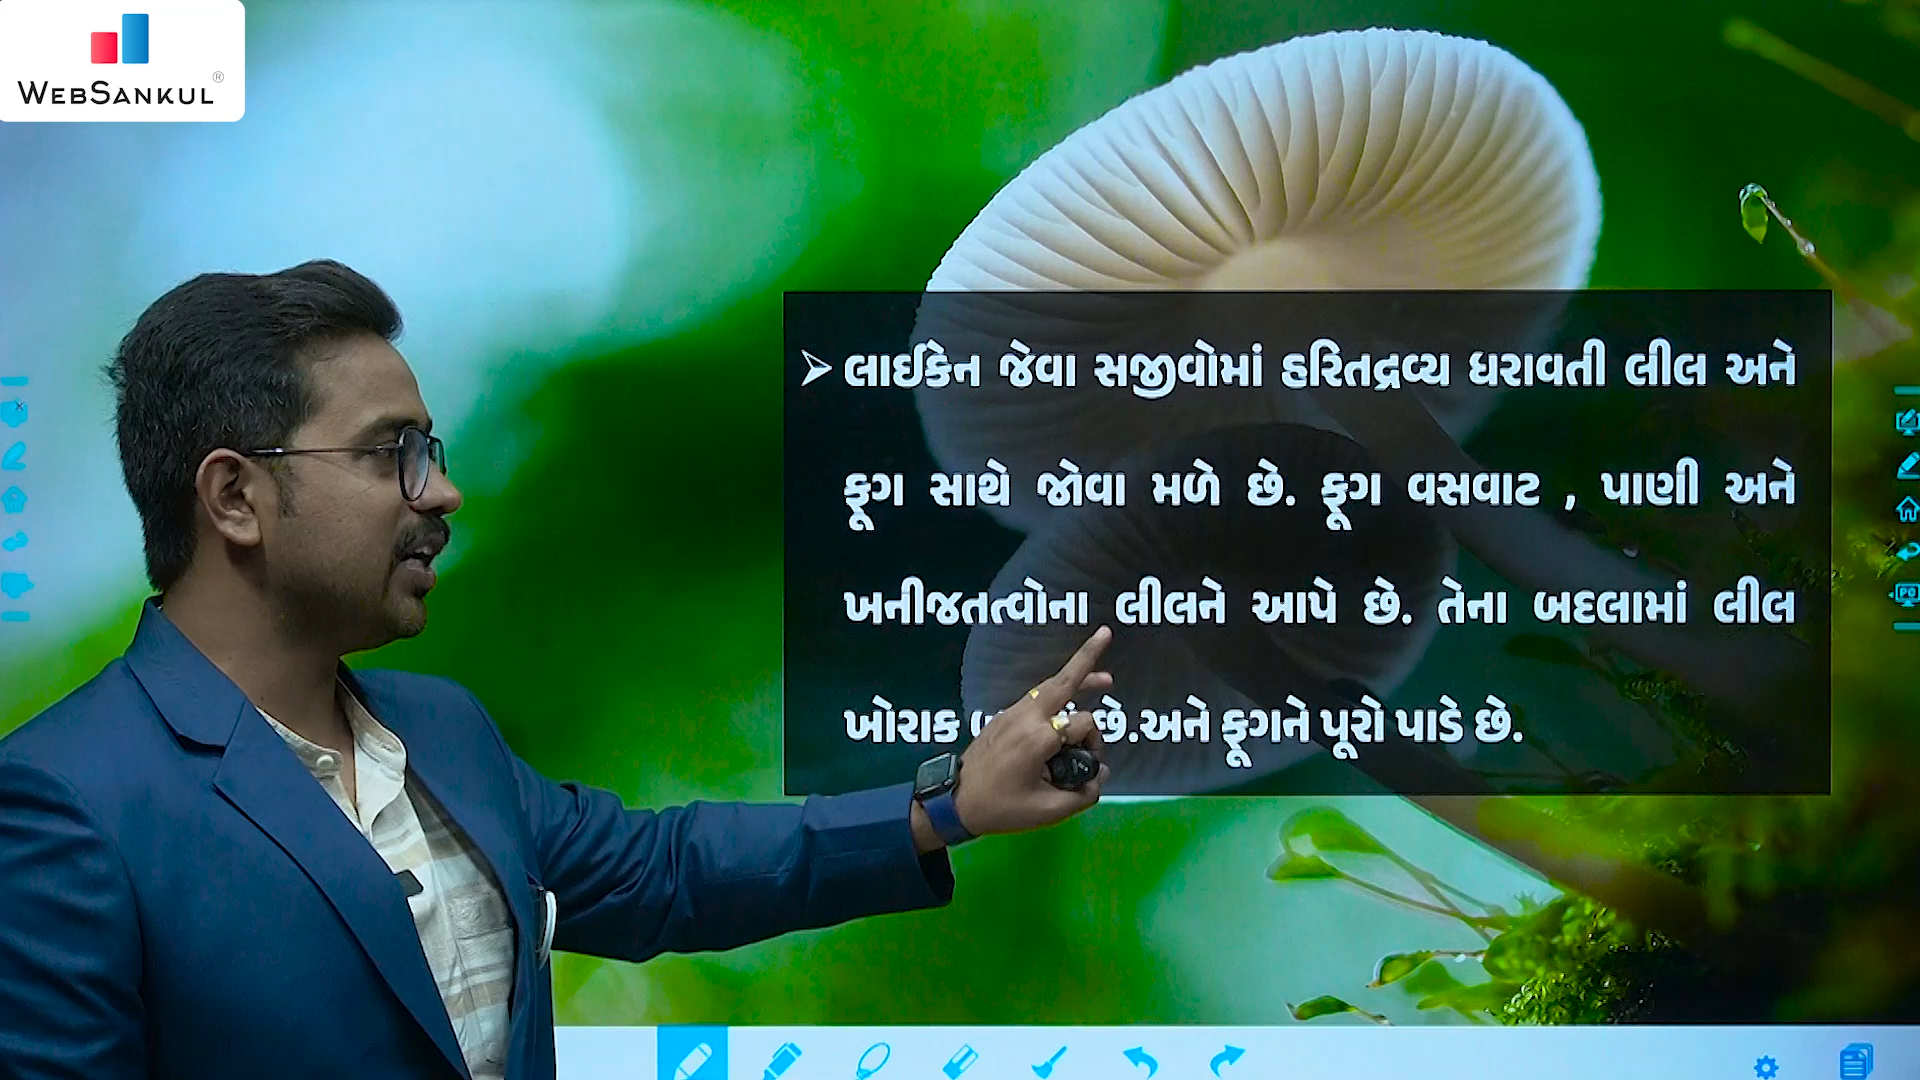 WEBSANKUL®
➢ લાઈકેન જેવા સજીવોમાં હરિતદ્રવ્ય ધરાવતી લીલ અને
ફૂગ સાથે જોવા મળે છે. ફૂગ વસવાટ , પાણી અને
ખનીજતત્વોના લીલને આપે છે. તેના બદલામાં લીલ
ખોરાક છે.અને ફૂગને પૂરો પાડે છે.